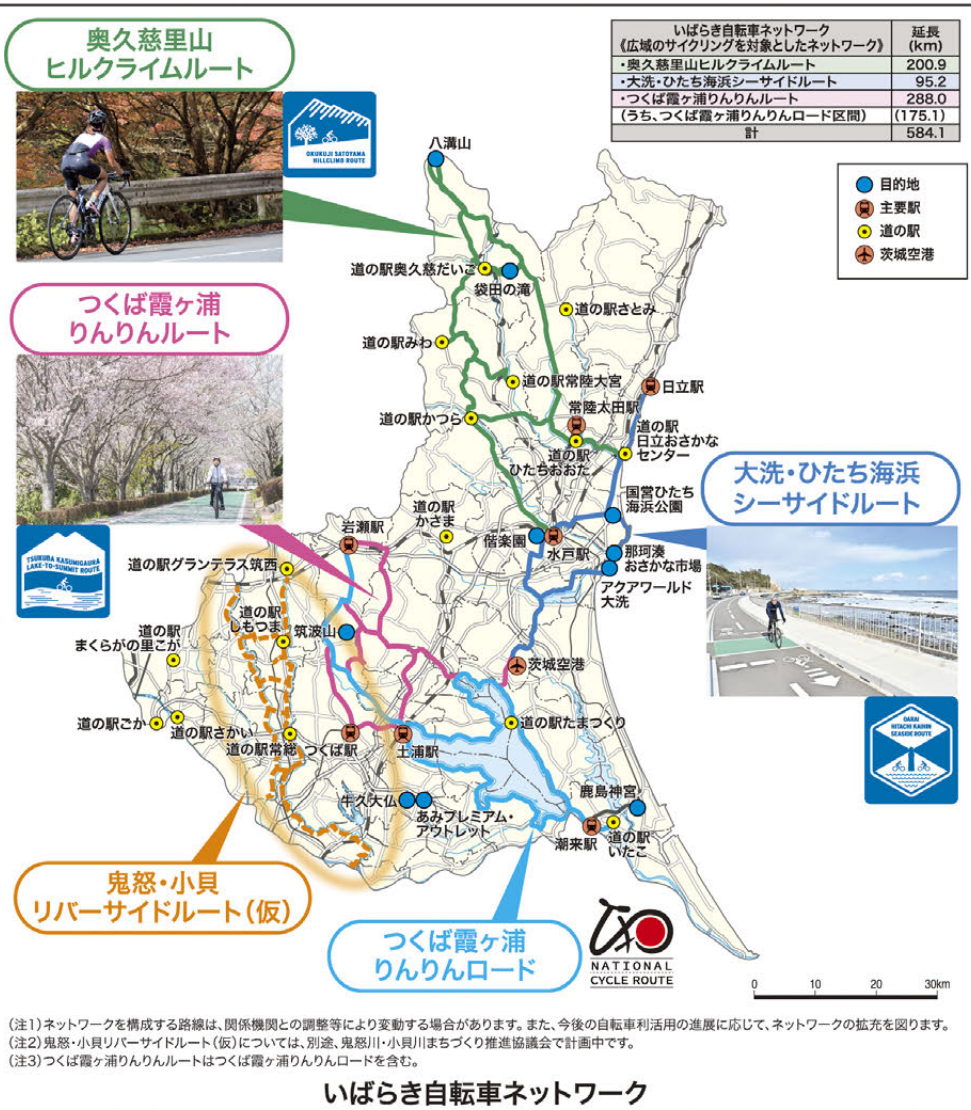 奥久慈里山
ヒルクライムルート
OKUKUJI SATOYAMA
HILLCLIMB ROUTE
いばらき自転車ネットワーク
《広域のサイクリングを対象としたネットワーク》
延長
(km)
・奥久慈里山ヒルクライムルート 200.9
・大洗・ひたち海浜シーサイドルート 95.2
・つくば霞ヶ浦りんりんルート 288.0
(うち、つくば霞ヶ浦りんりんロード区間) (175.1)
計 584.1
目的地
主要駅
道の駅
茨城空港
八溝山
道の駅奥久慈だいご
袋田の滝
道の駅さとみ
つくば霞ヶ浦
りんりんルート
道の駅みわ
道の駅常陸大宮
日立駅
道の駅かつら
常陸太田駅
道の駅
ひたちおおた
道の駅
日立おさかな
センター
大洗・ひたち海浜
シーサイドルート
国営ひたち
海浜公園
道の駅
かさま
偕楽園
水戸駅
那珂湊
おさかな市場
アクアワールド
大洗
岩瀬駅
TSUKUBA KASUMIGAURA
LAKE-TO-SUMMIT ROUTE
道の駅グランテラス筑西
道の駅
しもつま
筑波山
道の駅
まくらがの里こが
茨城空港
道の駅ごか
道の駅さかい
道の駅常総
つくば駅
土浦駅
道の駅たまつくり
OARAI
HITACHI KAIHIN
SEASIDE ROUTE
牛久大仏
あみプレミアム・
アウトレット
鹿島神宮
潮来駅
道の駅
いたこ
鬼怒・小貝
リバーサイドルート(仮)
つくば霞ヶ浦
りんりんロード
NATIONAL
CYCLE ROUTE
0 10 20 30km
(注1)ネットワークを構成する路線は、関係機関との調整等により変動する場合があります。また、今後の自転車利活用の進展に応じて、ネットワークの拡充を図ります。
(注2)鬼怒・小貝リバーサイドルート(仮)については、別途、鬼怒川・小貝川まちづくり推進協議会で計画中です。
(注3)つくば霞ヶ浦りんりんルートはつくば霞ヶ浦りんりんロードを含む。
いばらき自転車ネットワーク